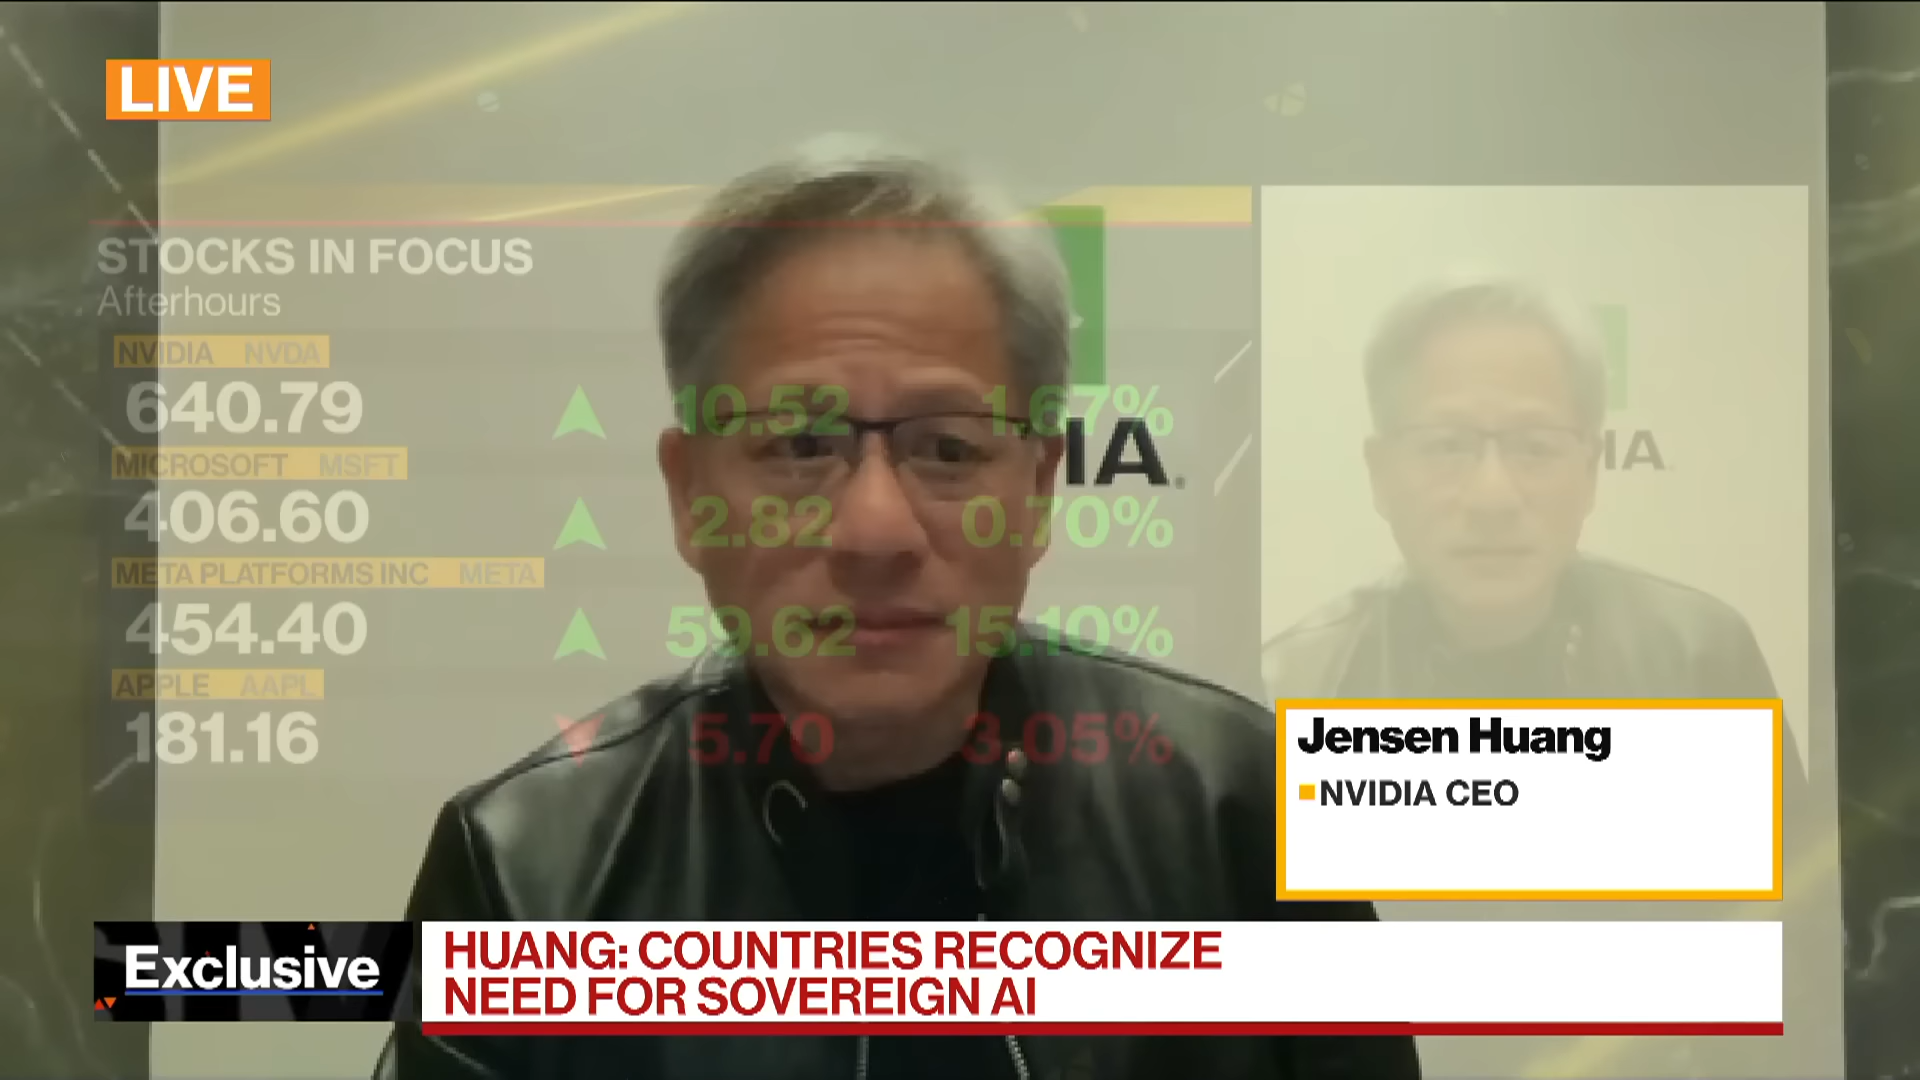 LIVE
STOCKS IN FOCUS
Afterhours
NVIDIA NVDA
640.79 ▲ 10.52 1.67%
MICROSOFT MSFT
406.60 ▲ 2.82 0.70%
META PLATFORMS INC META
454.40 ▲ 59.62 15.10%
APPLE AAPL
181.16 ▼ 5.70 3.05%
IA.
IA.
Jensen Huang
NVIDIA CEO
Exclusive
HUANG: COUNTRIES RECOGNIZE
NEED FOR SOVEREIGN AI